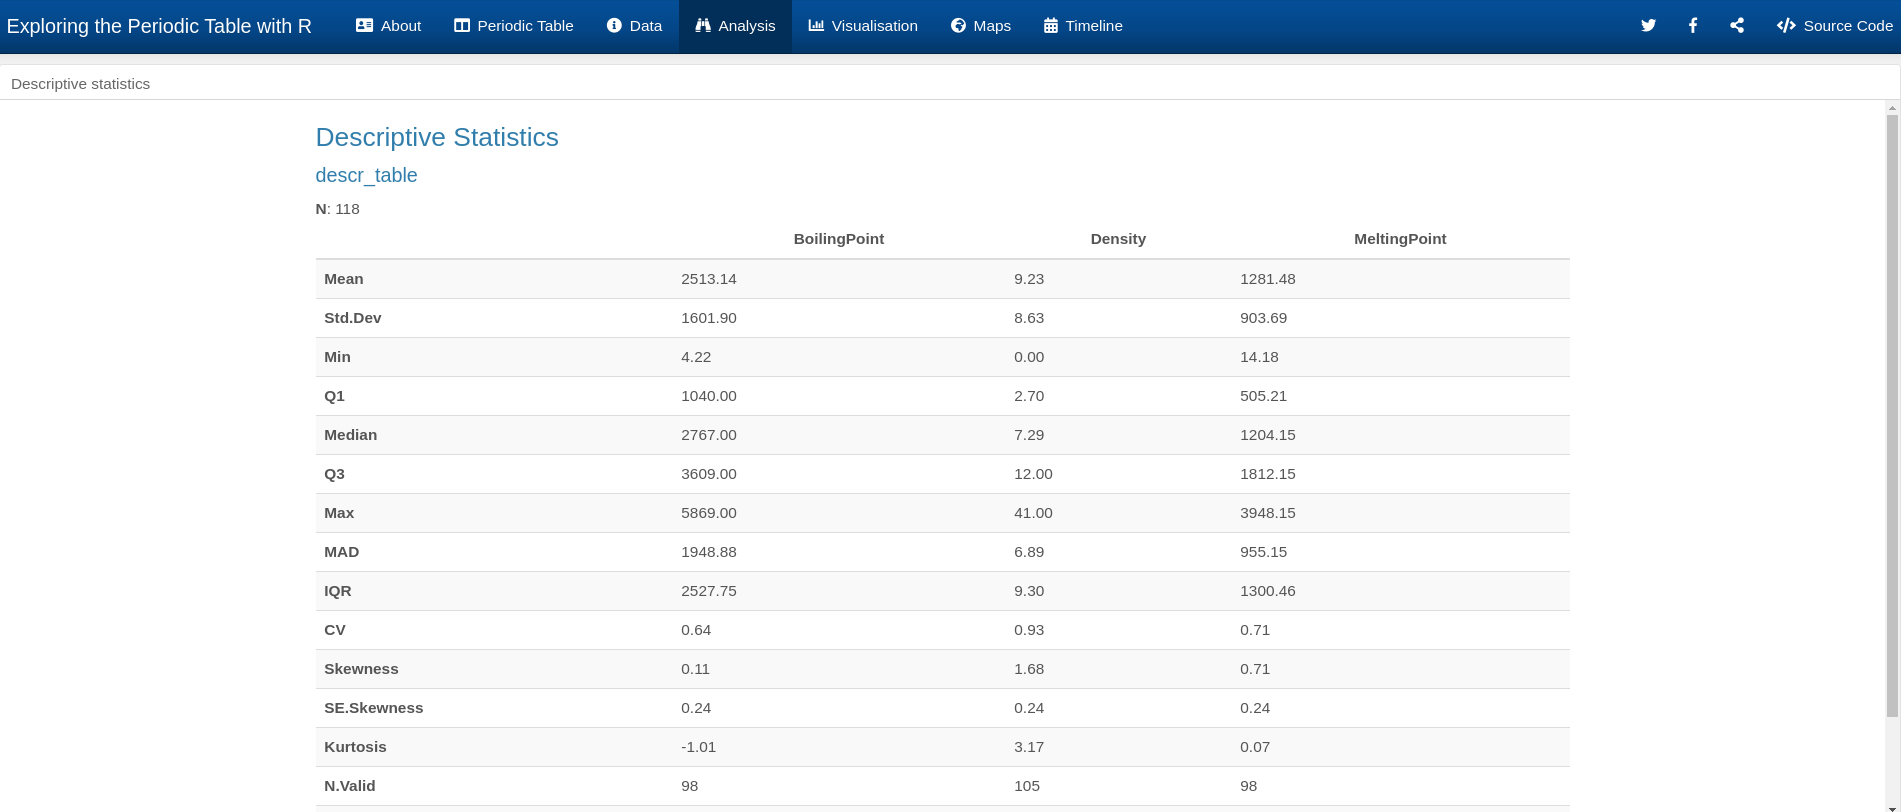 Exploring the Periodic Table with R About Periodic Table Data Analysis Visualisation Maps Timeline Source Code
Descriptive statistics
Descriptive Statistics
descr_table
N: 118
BoilingPoint Density MeltingPoint
Mean 2513.14 9.23 1281.48
Std.Dev 1601.90 8.63 903.69
Min 4.22 0.00 14.18
Q1 1040.00 2.70 505.21
Median 2767.00 7.29 1204.15
Q3 3609.00 12.00 1812.15
Max 5869.00 41.00 3948.15
MAD 1948.88 6.89 955.15
IQR 2527.75 9.30 1300.46
CV 0.64 0.93 0.71
Skewness 0.11 1.68 0.71
SE.Skewness 0.24 0.24 0.24
Kurtosis -1.01 3.17 0.07
N.Valid 98 105 98